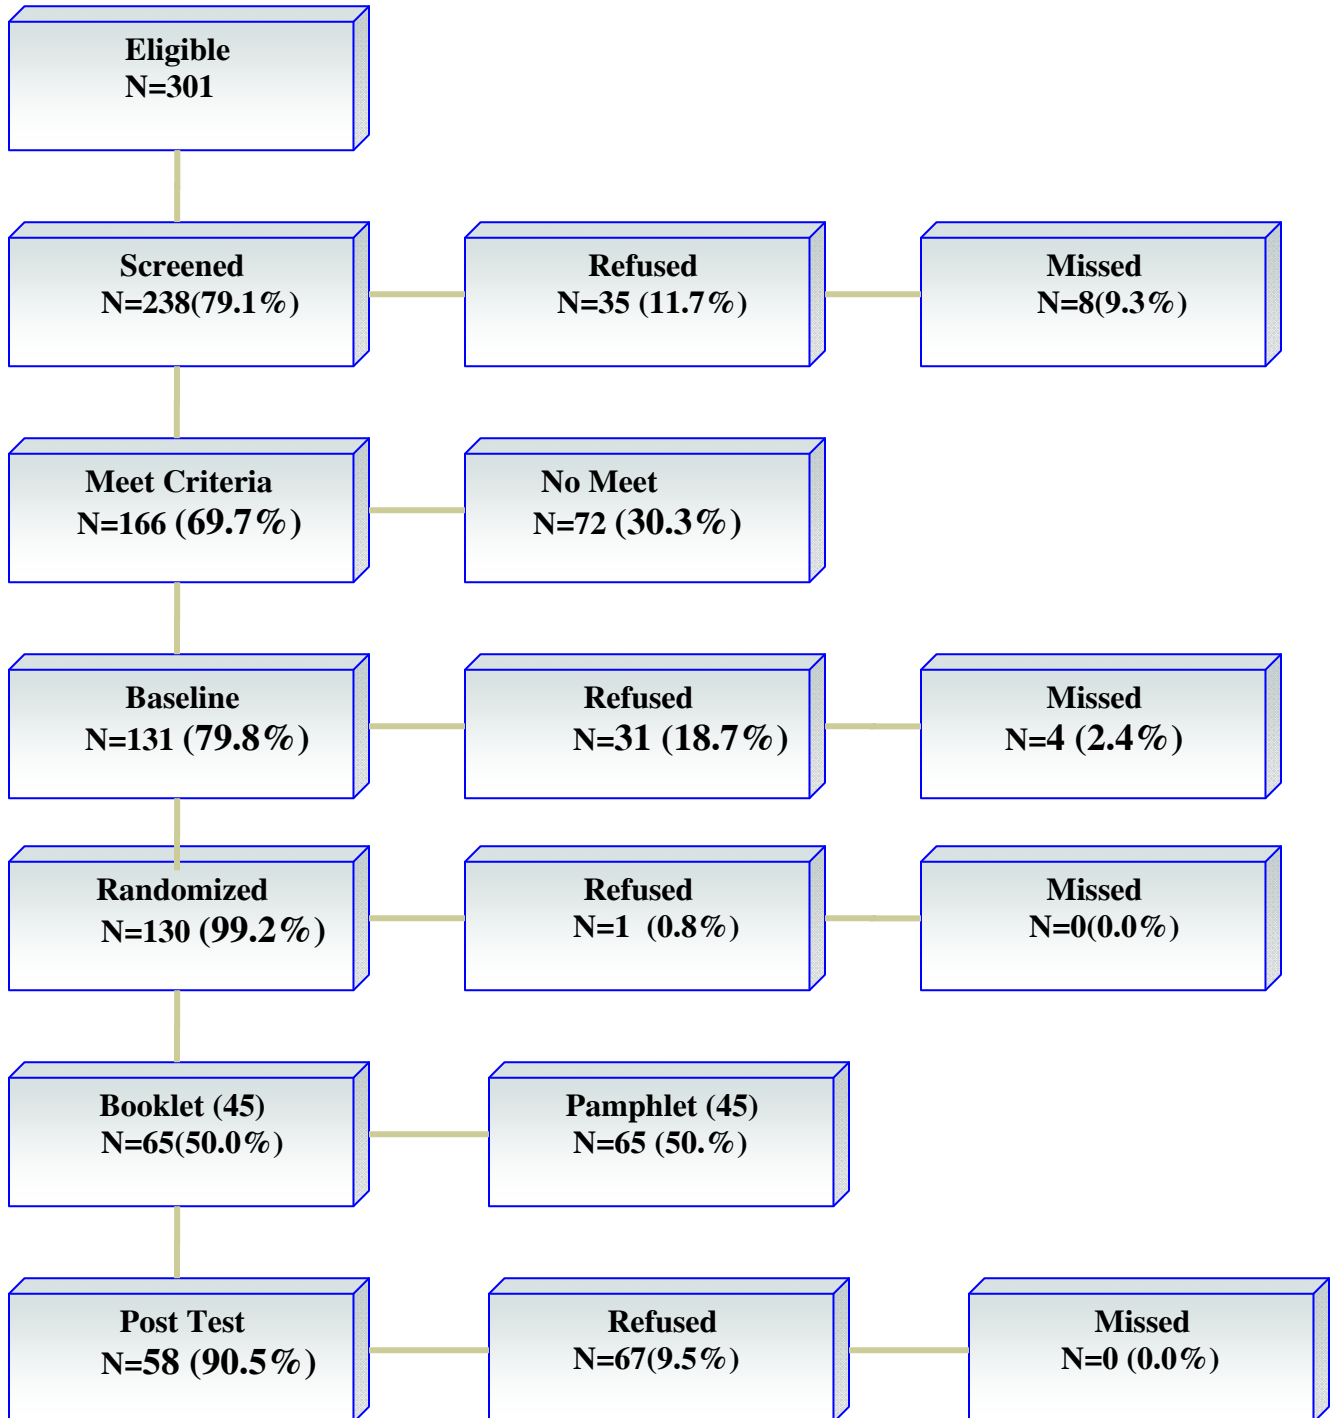 Eligible
N=301
Screened
N=238(79.1%)
Refused
N=35 (11.7%)
Missed
N=8(9.3%)
Meet Criteria
N=166 (69.7%)
No Meet
N=72 (30.3%)
Baseline
N=131 (79.8%)
Refused
N=31 (18.7%)
Missed
N=4 (2.4%)
Randomized
N=130 (99.2%)
Refused
N=1 (0.8%)
Missed
N=0(0.0%)
Booklet (45)
N=65(50.0%)
Pamphlet (45)
N=65 (50.%)
Post Test
N=58 (90.5%)
Refused
N=67(9.5%)
Missed
N=0 (0.0%)